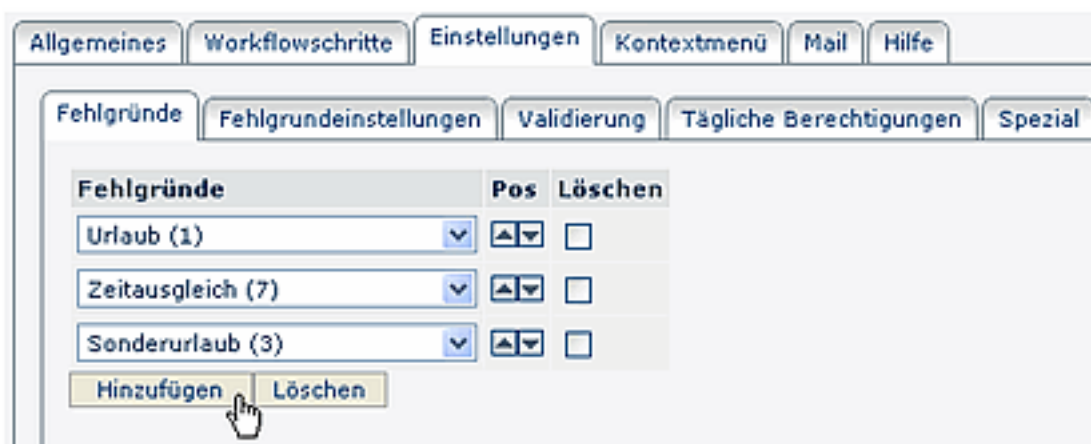 Allgemeines Workflowschritte Einstellungen Kontextmenü Mail Hilfe
Fehlgründe Fehlgrundeinstellungen Validierung Tägliche Berechtigungen Spezial
Fehlgründe Pos Löschen
Urlaub (1)
Zeitausgleich (7)
Sonderurlaub (3)
Hinzufügen Löschen